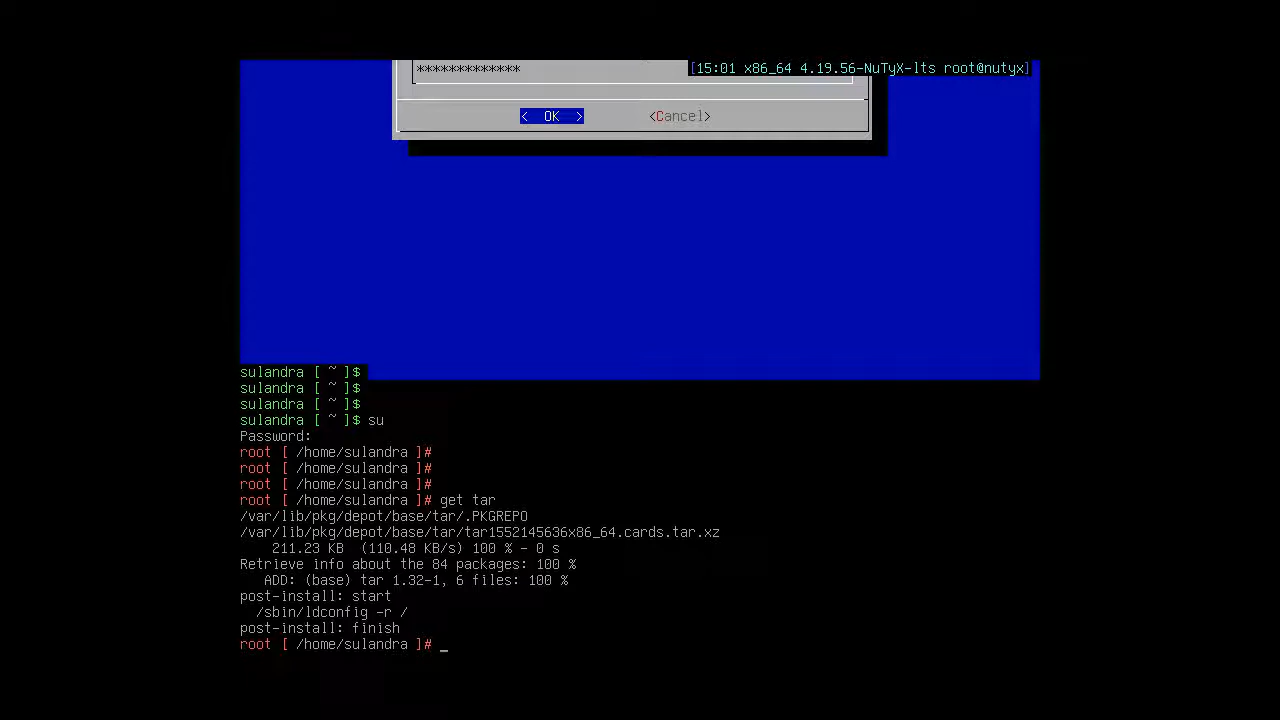 ************* [15:01 x86_64 4.19.56-NuTyX-lts root@nutyx]
< OK > <Cancel>
sulandra [ ~ ]$
sulandra [ ~ ]$
sulandra [ ~ ]$
sulandra [ ~ ]$ su
Password:
root [ /home/sulandra ]#
root [ /home/sulandra ]#
root [ /home/sulandra ]#
root [ /home/sulandra ]# get tar
/var/lib/pkg/depot/base/tar/.PKGREPO
/var/lib/pkg/depot/base/tar/tar1552145636x86_64.cards.tar.xz
211.23 KB (110.48 KB/s) 100 % - 0 s
Retrieve info about the 84 packages: 100 %
ADD: (base) tar 1.32-1, 6 files: 100 %
post-install: start
/sbin/ldconfig -r /
post-install: finish
root [ /home/sulandra ]# _